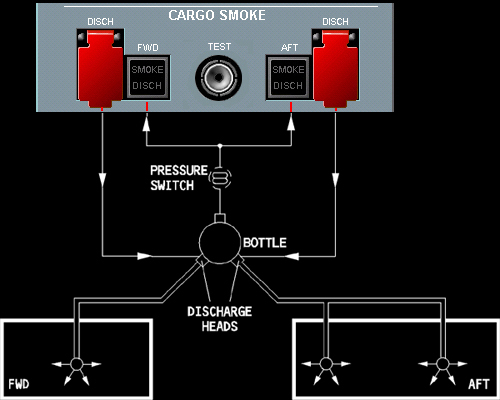 CARGO SMOKE
DISCH
DISCH
FWD
TEST
AFT
SMOKE
DISCH
SMOKE
DISCH
PRESSURE
SWITCH
BOTTLE
DISCHARGE
HEADS
FWD
AFT